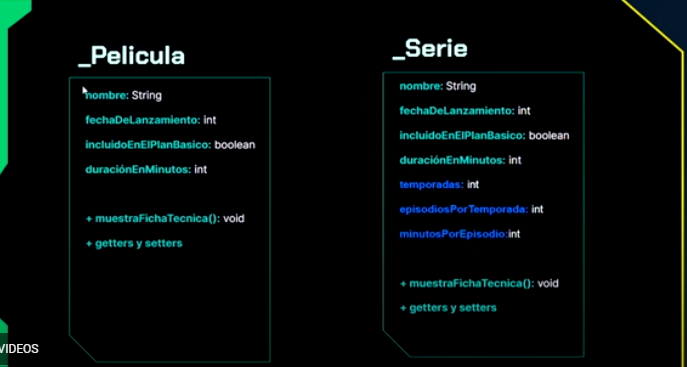 _Pelicula
nombre: String
fechaDeLanzamiento: int
incluidoEnElPlanBasico: boolean
duraciónEnMinutos: int
+ muestraFichaTecnica(): void
+ getters y setters
_Serie
nombre: String
fechaDeLanzamiento: int
incluidoEnElPlanBasico: boolean
duraciónEnMinutos: int
temporadas: int
episodiosPorTemporada: int
minutosPorEpisodio:int
+ muestraFichaTecnica(): void
+ getters y setters
VIDEOS